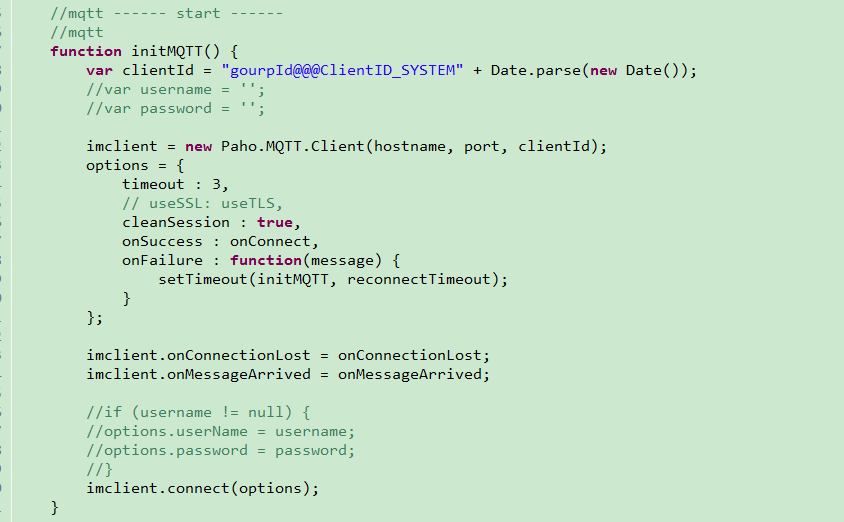 //mqtt ------ start ------
//mqtt
function initMQTT() {
var clientId = "gourpId@@@ClientID_SYSTEM" + Date.parse(new Date());
//var username = '';
//var password = '';
imclient = new Paho.MQTT.Client(hostname, port, clientId);
options = {
timeout : 3,
// useSSL: useTLS,
cleanSession : true,
onSuccess : onConnect,
onFailure : function(message) {
setTimeout(initMQTT, reconnectTimeout);
}
};
imclient.onConnectionLost = onConnectionLost;
imclient.onMessageArrived = onMessageArrived;
//if (username != null) {
//options.userName = username;
//options.password = password;
//}
imclient.connect(options);
}